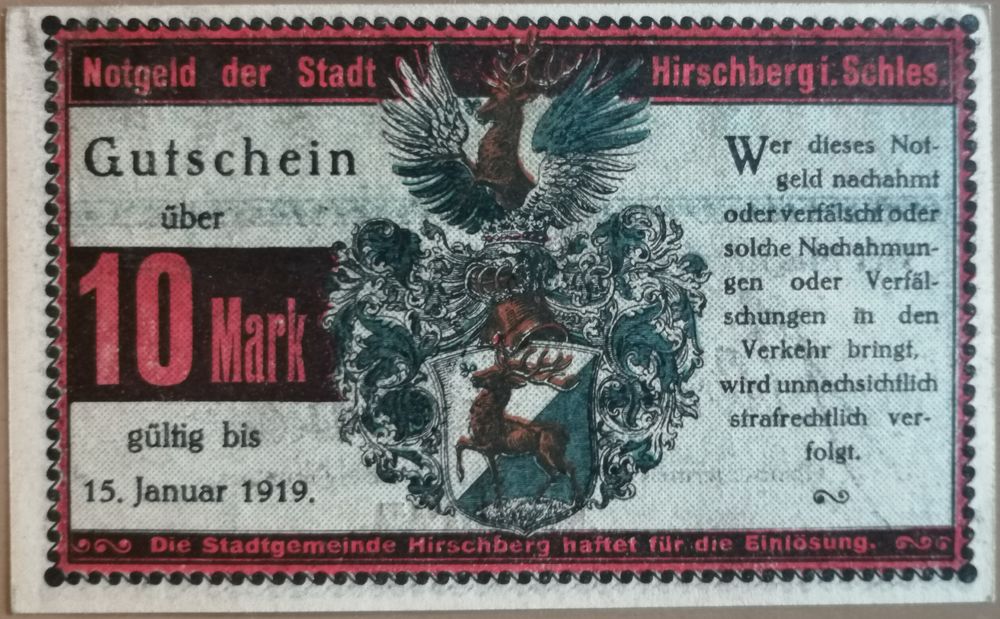 Notgeld der Stadt Hirschberg i. Schles.
Gutschein
über
10 Mark
gültig bis
15. Januar 1919.
Wer dieses Not-
geld nachahmt
oder verfälscht oder
solche Nachahmun-
gen oder Verfäl-
schungen in den
Verkehr bringt,
wird unnachsichtlich
strafrechtlich ver-
folgt.
Die Stadtgemeinde Hirschberg haftet für die Einlösung.